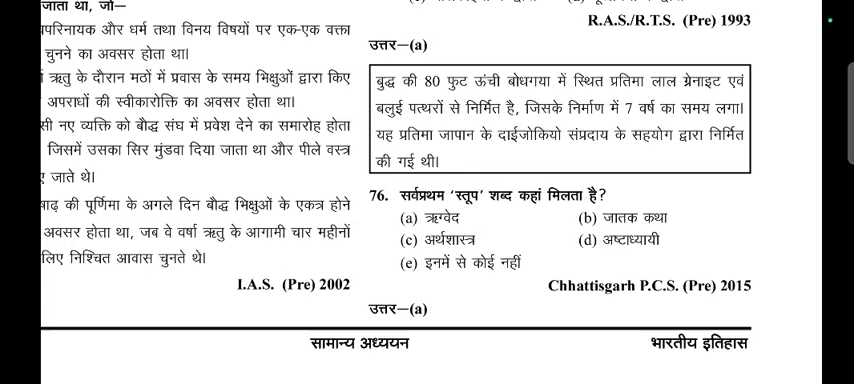 जाता था, जो—
परिनायक और धर्म तथा विनय विषयों पर एक-एक वक्ता
चुनने का अवसर होता था।
ऋतु के दौरान मठों में प्रवास के समय भिक्षुओं द्वारा किए
अपराधों की स्वीकारोक्ति का अवसर होता था।
सी नए व्यक्ति को बौद्ध संघ में प्रवेश देने का समारोह होता
जिसमें उसका सिर मुंडवा दिया जाता था और पीले वस्त्र
जाते थे।
षाढ़ की पूर्णिमा के अगले दिन बौद्ध भिक्षुओं के एकत्र होने
अवसर होता था, जब वे वर्षा ऋतु के आगामी चार महीनों
लिए निश्चित आवास चुनते थे।
I.A.S. (Pre) 2002
R.A.S./R.T.S. (Pre) 1993
उत्तर—(a)
बुद्ध की 80 फुट ऊंची बोधगया में स्थित प्रतिमा लाल ग्रेनाइट एवं
बलुई पत्थरों से निर्मित है, जिसके निर्माण में 7 वर्ष का समय लगा।
यह प्रतिमा जापान के दाईजोकियो संप्रदाय के सहयोग द्वारा निर्मित
की गई थी।
76. सर्वप्रथम ‘स्तूप’ शब्द कहां मिलता है?
(a) ऋग्वेद (b) जातक कथा
(c) अर्थशास्त्र (d) अष्टाध्यायी
(e) इनमें से कोई नहीं
Chhattisgarh P.C.S. (Pre) 2015
उत्तर—(a)
सामान्य अध्ययन भारतीय इतिहास